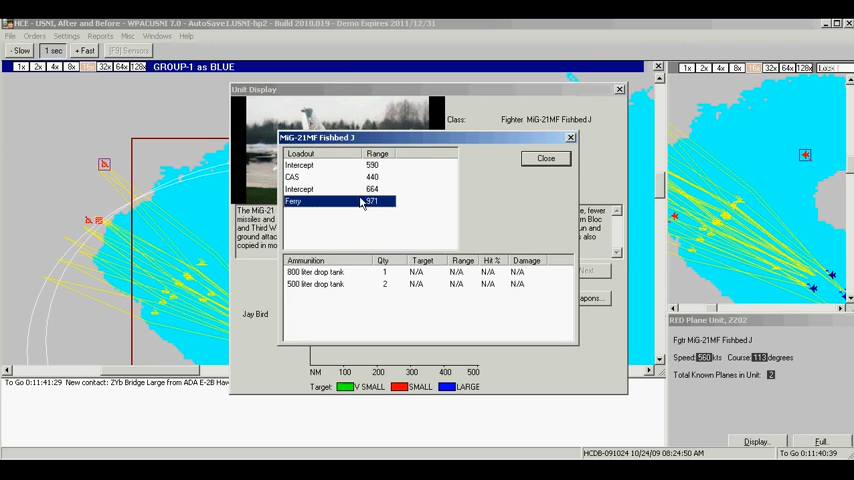 HCE - USNI, After and Before - WPACUSNI 7.0 - AutoSave1.USNI-hp2 - Build 2010.019 - Demo Expires 2011/12/31
File Orders Settings Reports Misc Windows Help
- Slow 1 sec + Fast [F9] Sensors
1x 2x 4x 8x 16x 32x 64x 128x GROUP-1 as BLUE
1x 2x 4x 8x 16x 32x 64x 128x
Unit Display
Class: Fighter MiG-21MF Fishbed J
MiG-21MF Fishbed J
Loadout Range
Intercept 590
CAS 440
Intercept 664
Ferry 971
Close
The MiG-21
missiles and
and Third W
ground attac
copied in mo
, fewer
m Bloc
un and
s also
Next
Ammunition Qty Target Range Hit % Damage
800 liter drop tank 1 N/A N/A N/A N/A
500 liter drop tank 2 N/A N/A N/A N/A
eapons...
Jay Bird
NM 100 200 300 400 500
Target: V SMALL SMALL LARGE
RED Plane Unit, ZZ02
Fgtr MiG-21MF Fishbed J
Speed: 560 kts Course: 113 degrees
Total Known Planes in Unit: 2
To Go 0:11:41:29 New contact: ZYb Bridge Large from ADA E-2B Haw
Display.. Full..
HCDB-091024 10/24/09 08:24:50 AM To Go 0:11:40:39